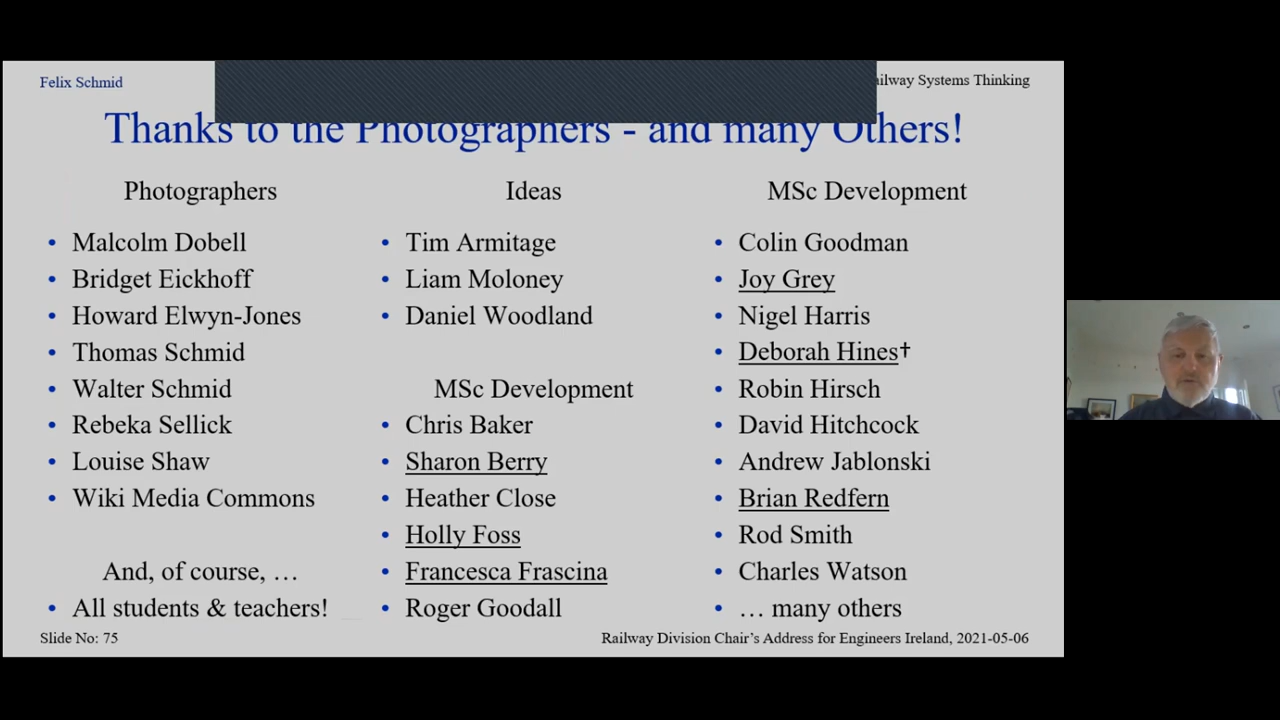 Felix Schmid
ailway Systems Thinking
Thanks to the Photographers - and many Others!
Photographers
• Malcolm Dobell
• Bridget Eickhoff
• Howard Elwyn-Jones
• Thomas Schmid
• Walter Schmid
• Rebeka Sellick
• Louise Shaw
• Wiki Media Commons
And, of course, …
• All students & teachers!
Ideas
• Tim Armitage
• Liam Moloney
• Daniel Woodland
MSc Development
• Chris Baker
• Sharon Berry
• Heather Close
• Holly Foss
• Francesca Frascina
• Roger Goodall
MSc Development
• Colin Goodman
• Joy Grey
• Nigel Harris
• Deborah Hines✝
• Robin Hirsch
• David Hitchcock
• Andrew Jablonski
• Brian Redfern
• Rod Smith
• Charles Watson
• … many others
Slide No: 75
Railway Division Chair’s Address for Engineers Ireland, 2021-05-06